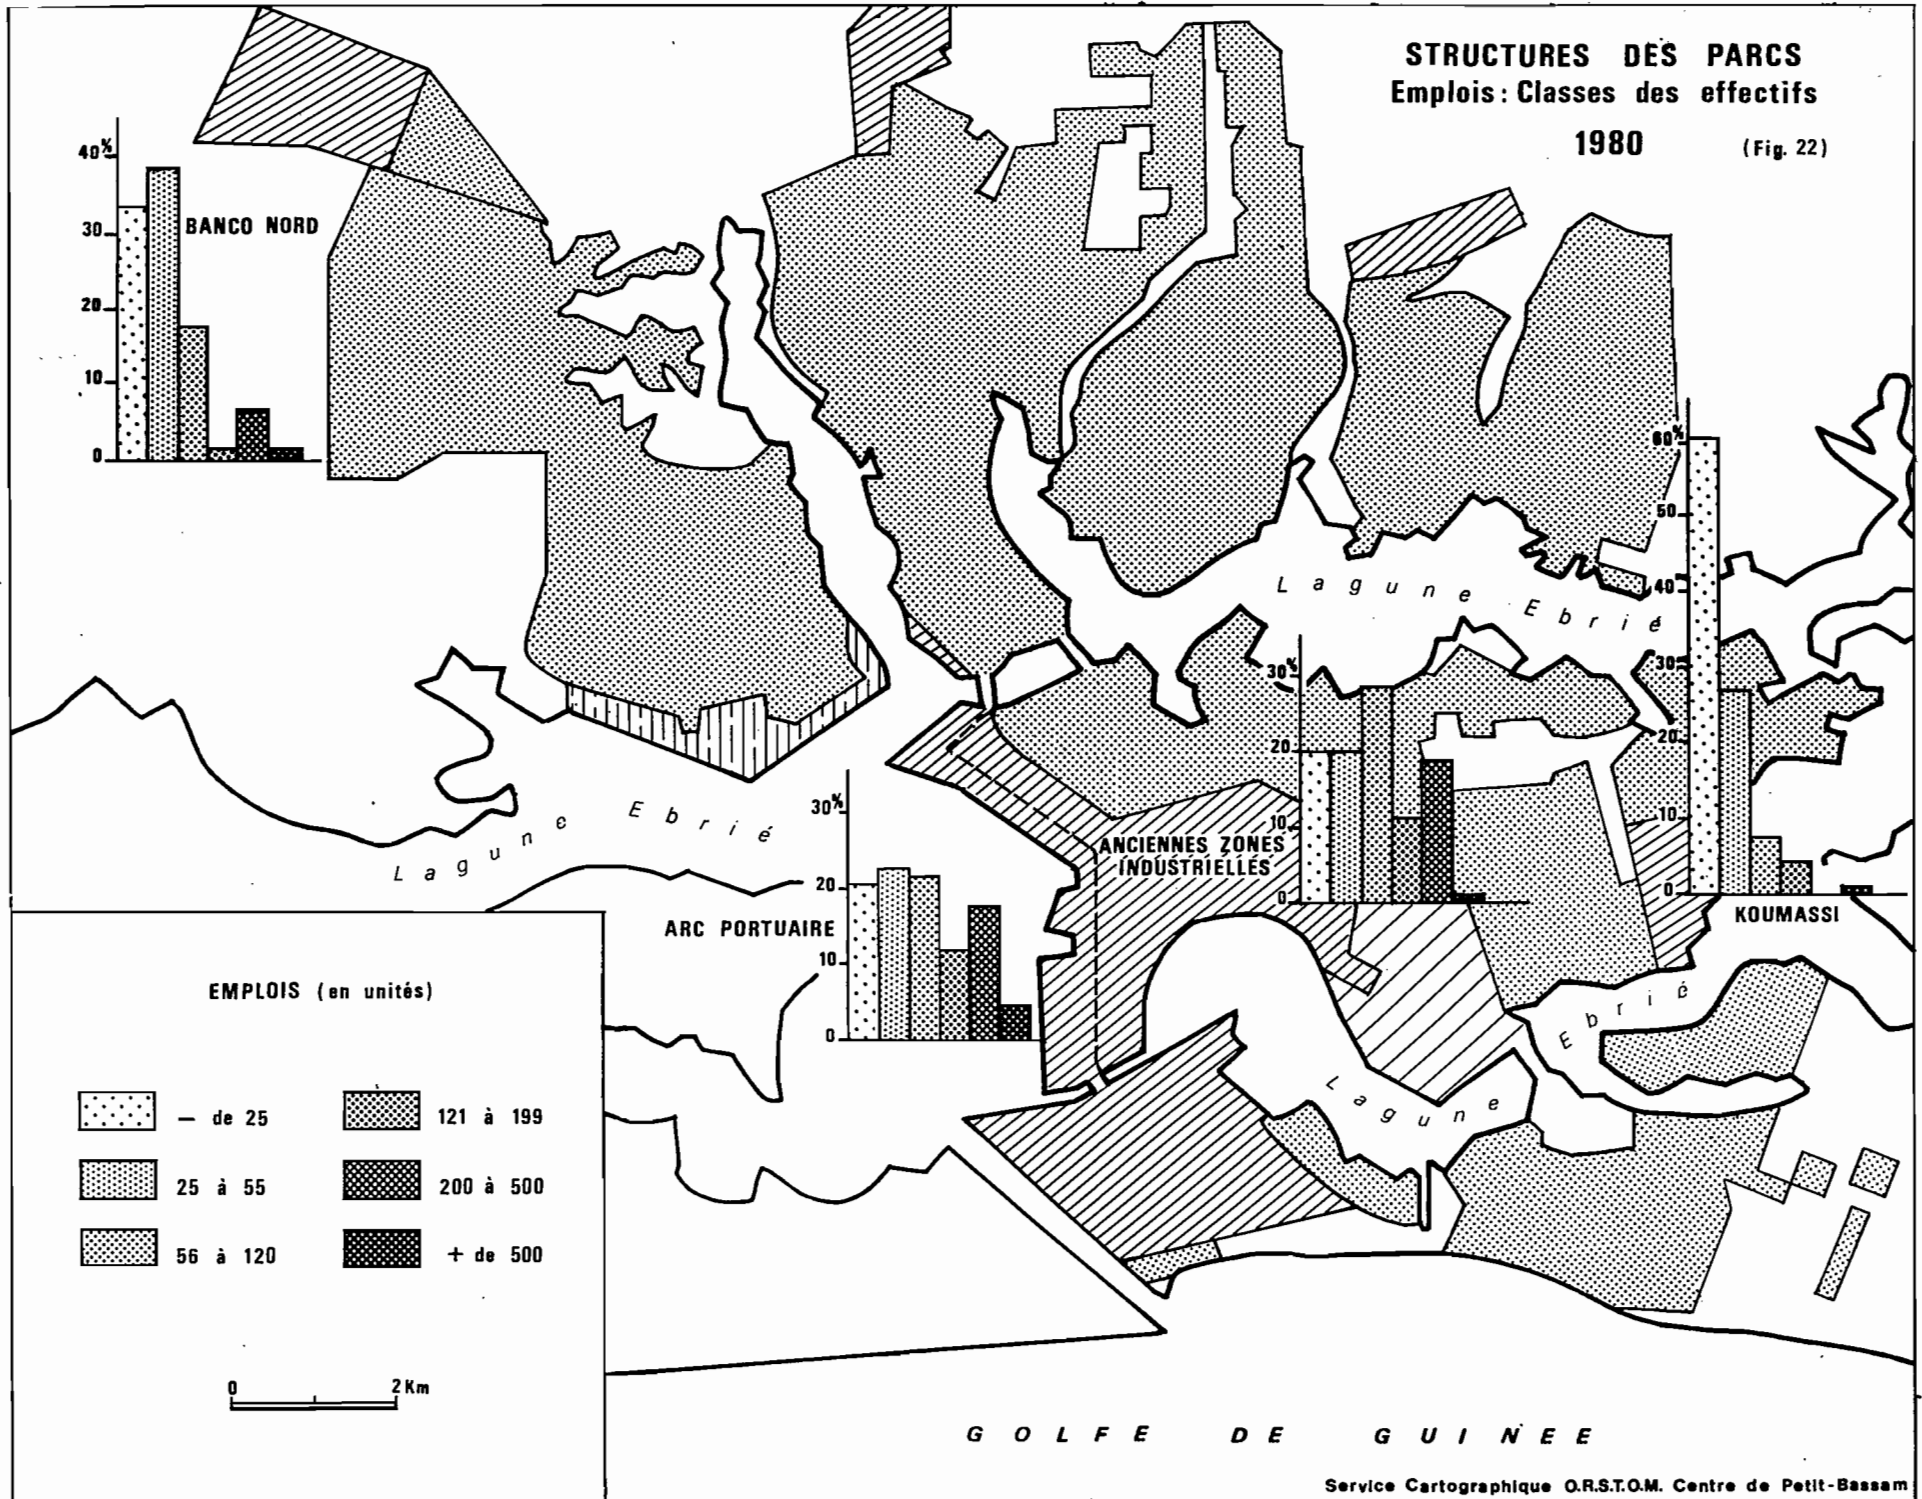 STRUCTURES DES PARCS
Emplois: Classes des effectifs
1980 (Fig. 22)
40%
30
20
10
0
BANCO NORD
60%
50
40
30
20
10
0
KOUMASSI
Lagune Ebrié
30%
20
10
0
ANCIENNES ZONES
INDUSTRIELLES
Lagune Ebrié
30%
20
10
0
ARC PORTUAIRE
Lagune Ebrié
EMPLOIS (en unités)
— de 25
121 à 199
25 à 55
200 à 500
56 à 120
+ de 500
0 2 Km
GOLFE DE GUINEE
Service Cartographique O.R.S.T.O.M. Centre de Petit-Bassam